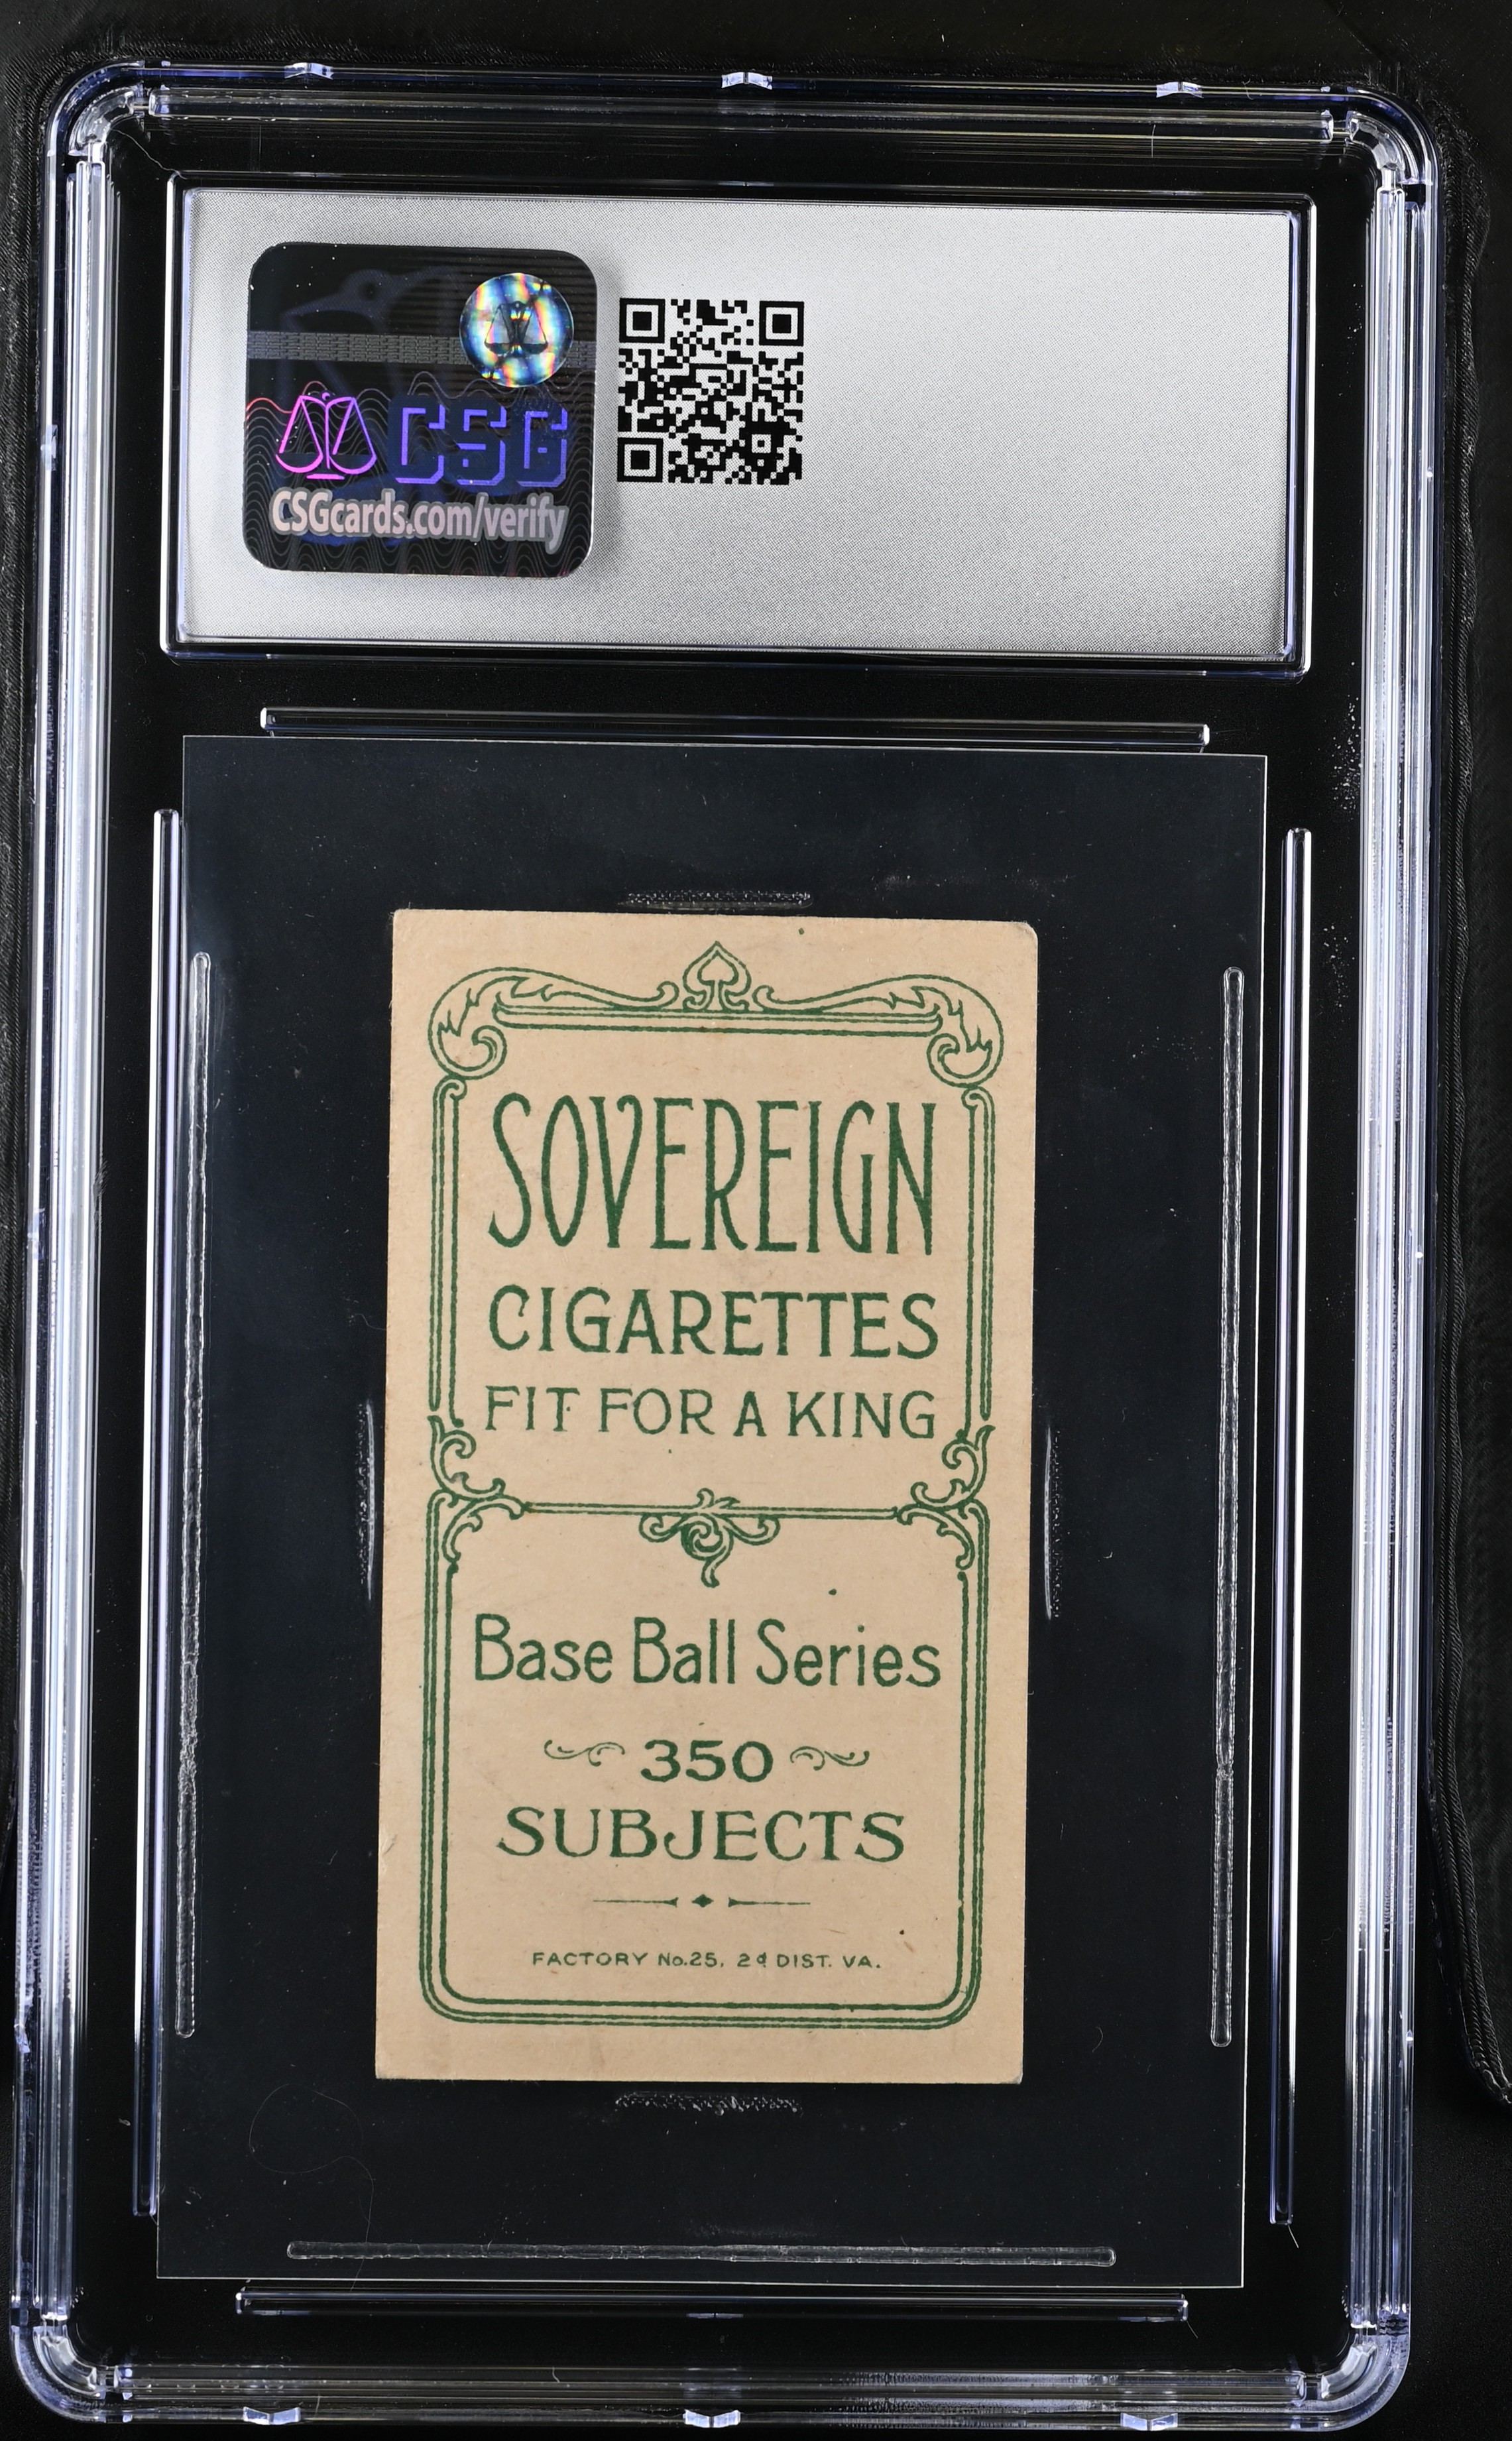 CSG
CSGcards.com/verify
SOVEREIGN
CIGARETTES
FIT FOR A KING
Base Ball Series
350
SUBJECTS
FACTORY No.25, 2d DIST. VA.